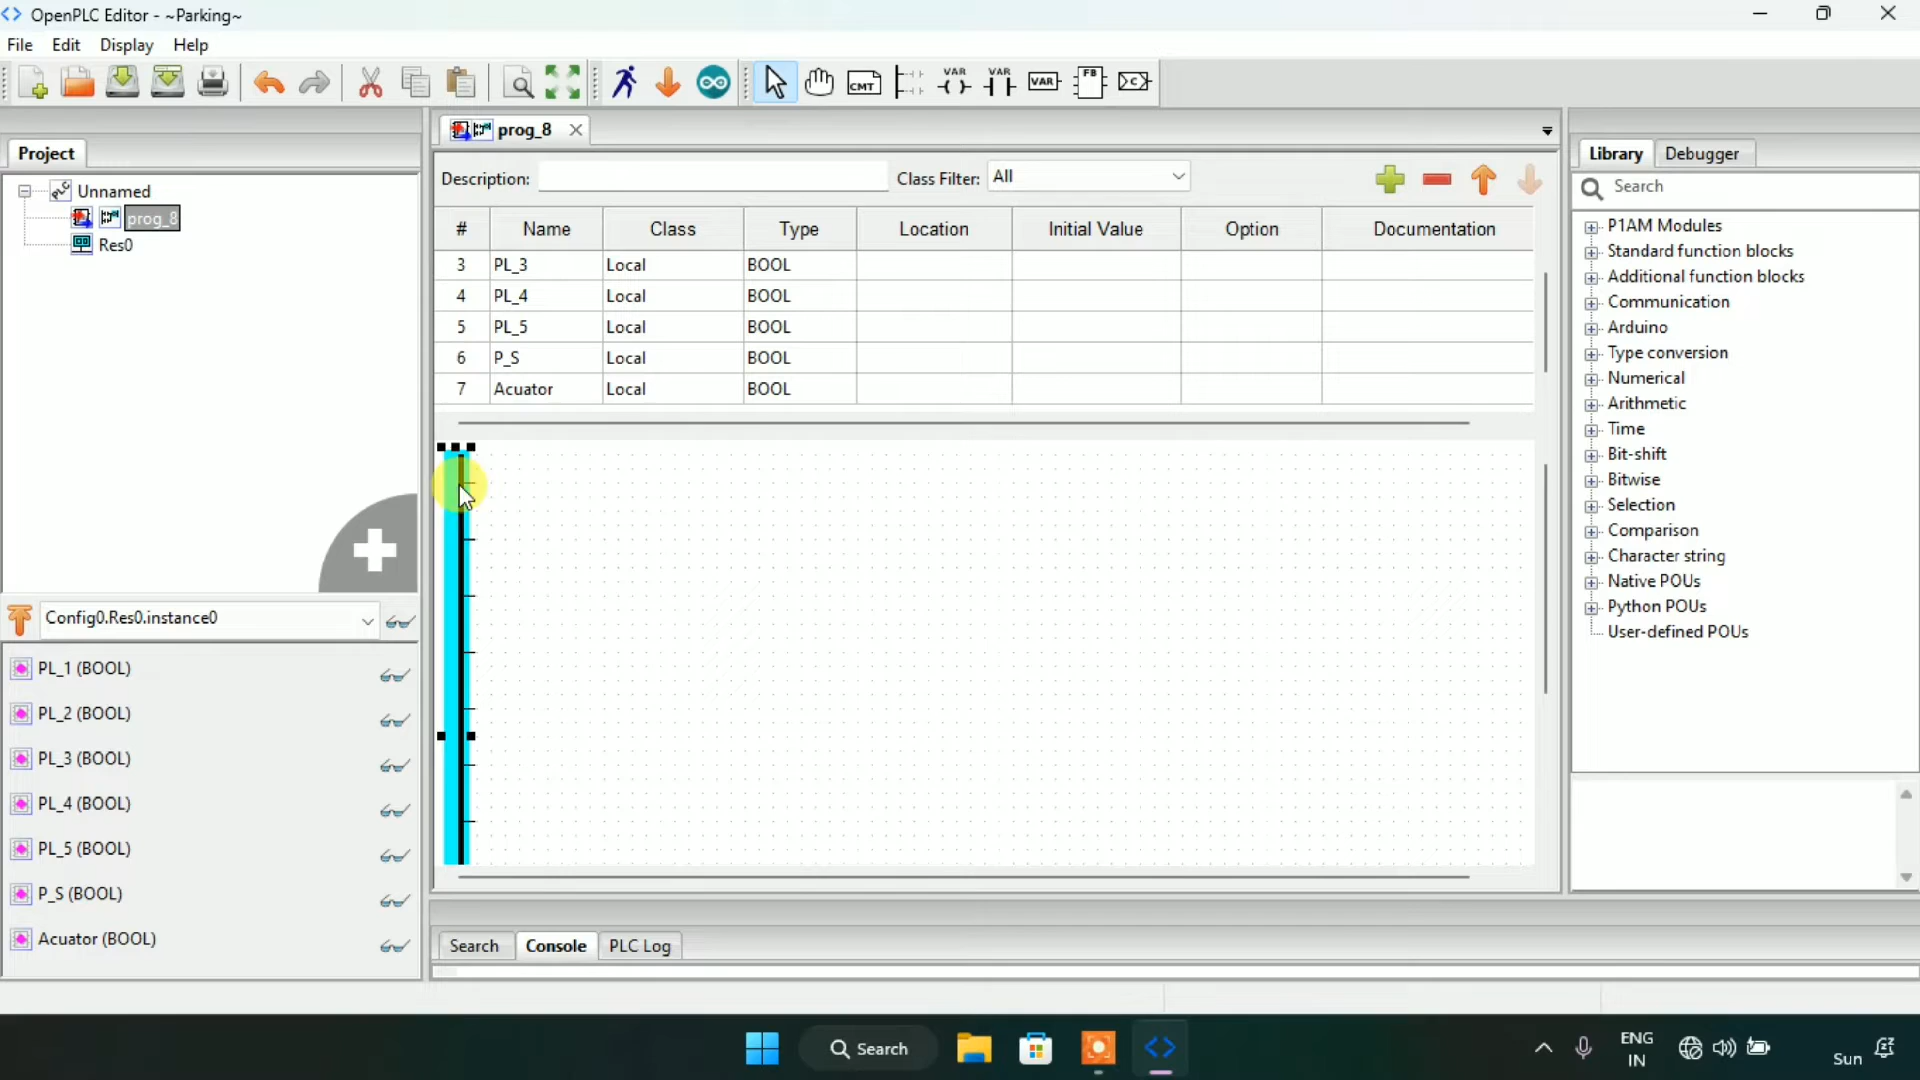 OpenPLC Editor - ~Parking~
File Edit Display Help
CMT VAR VAR VAR FB C
prog_8
Project
Library Debugger
Description: Class Filter: All
Search
Unnamed
prog_8
Res0
# Name Class Type Location Initial Value Option Documentation
3 PL_3 Local BOOL
4 PL_4 Local BOOL
5 PL_5 Local BOOL
6 P_S Local BOOL
7 Acuator Local BOOL
P1AM Modules
Standard function blocks
Additional function blocks
Communication
Arduino
Type conversion
Numerical
Arithmetic
Time
Bit-shift
Bitwise
Selection
Comparison
Character string
Native POUs
Python POUs
User-defined POUs
Config0.Res0.instance0
PL_1 (BOOL)
PL_2 (BOOL)
PL_3 (BOOL)
PL_4 (BOOL)
PL_5 (BOOL)
P_S (BOOL)
Acuator (BOOL)
Search Console PLC Log
Search
ENG
IN
Sun